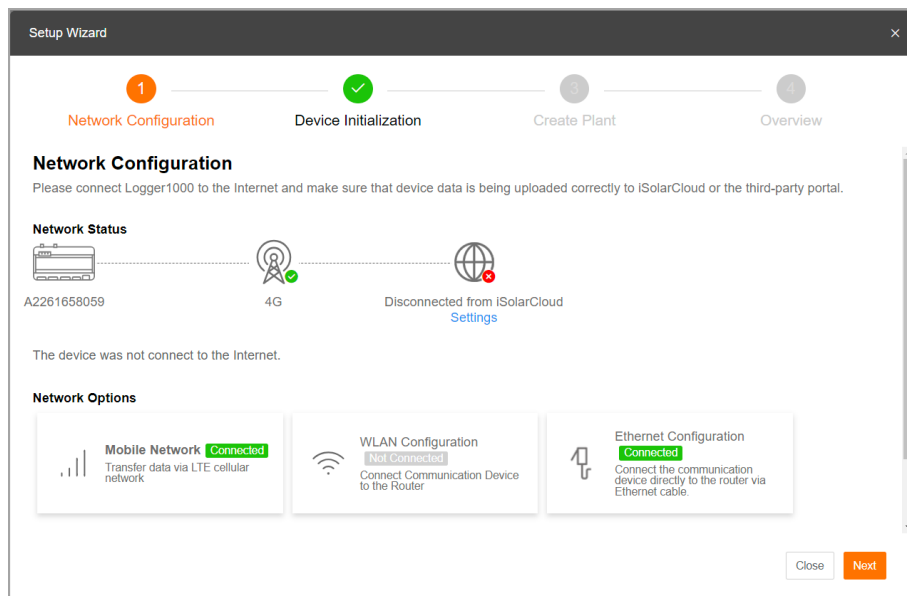 Setup Wizard
1
3
4
Network Configuration
Device Initialization
Create Plant
Overview
Network Configuration
Please connect Logger1000 to the Internet and make sure that device data is being uploaded correctly to iSolarCloud or the third-party portal.
Network Status
A2261658059
4G
Disconnected from iSolarCloud
Settings
The device was not connect to the Internet.
Network Options
Mobile Network Connected
Transfer data via LTE cellular
network
WLAN Configuration
Not Connected
Connect Communication Device
to the Router
Ethernet Configuration
Connected
Connect the communication
device directly to the router via
Ethernet cable.
Close
Next